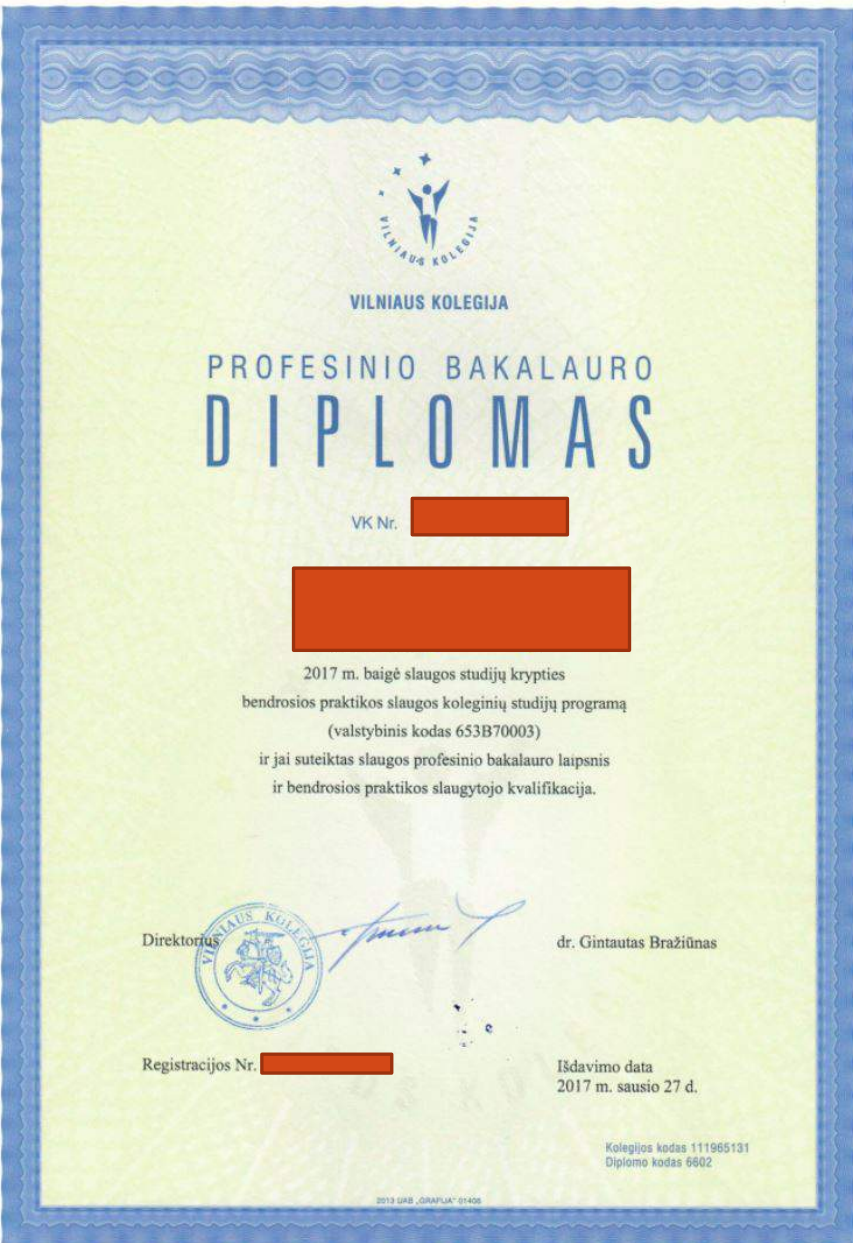 VILNIAUS KOLEGIJA
VILNIAUS KOLEGIJA
PROFESINIO BAKALAURO
DIPLOMAS
VK Nr.
2017 m. baigė slaugos studijų krypties
bendrosios praktikos slaugos koleginių studijų programą
(valstybinis kodas 653B70003)
ir jai suteiktas slaugos profesinio bakalauro laipsnis
ir bendrosios praktikos slaugytojo kvalifikacija.
Direktorius
VILNIAUS KOLEGIJA
dr. Gintautas Bražiūnas
Registracijos Nr.
Išdavimo data
2017 m. sausio 27 d.
Kolegijos kodas 111965131
Diplomo kodas 6602
2013 UAB „GRAFIJA" 01406